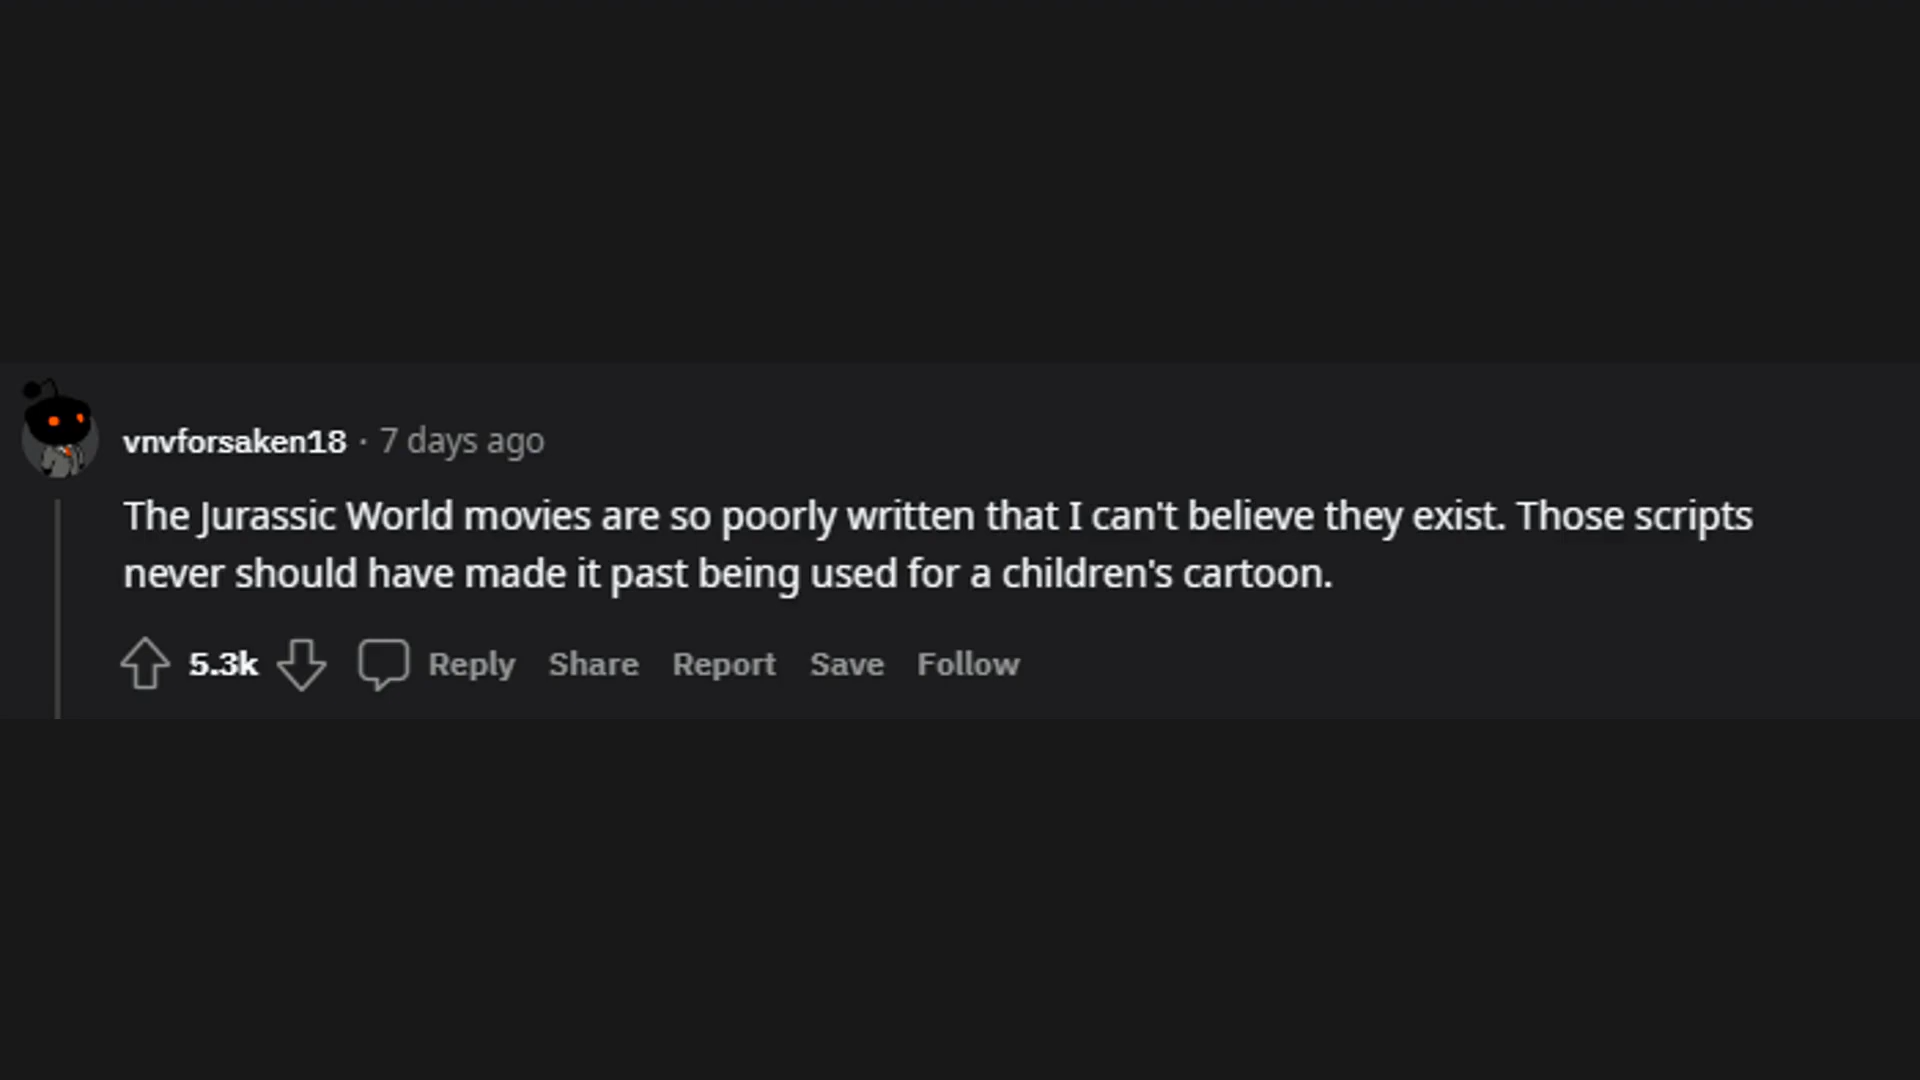 vnvforsaken18 · 7 days ago
The Jurassic World movies are so poorly written that I can't believe they exist. Those scripts
never should have made it past being used for a children's cartoon.
5.3k Reply Share Report Save Follow